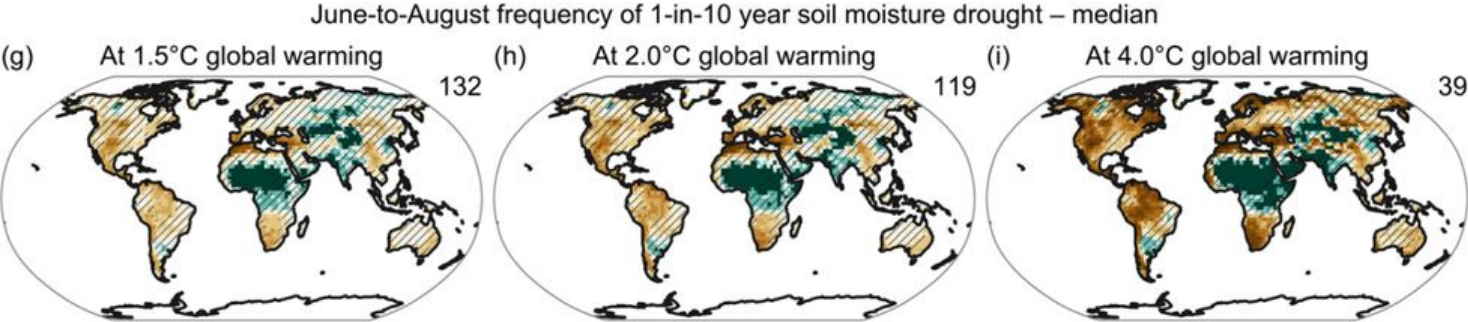 June-to-August frequency of 1-in-10 year soil moisture drought – median
(g) At 1.5°C global warming
132
(h) At 2.0°C global warming
119
(i) At 4.0°C global warming
39